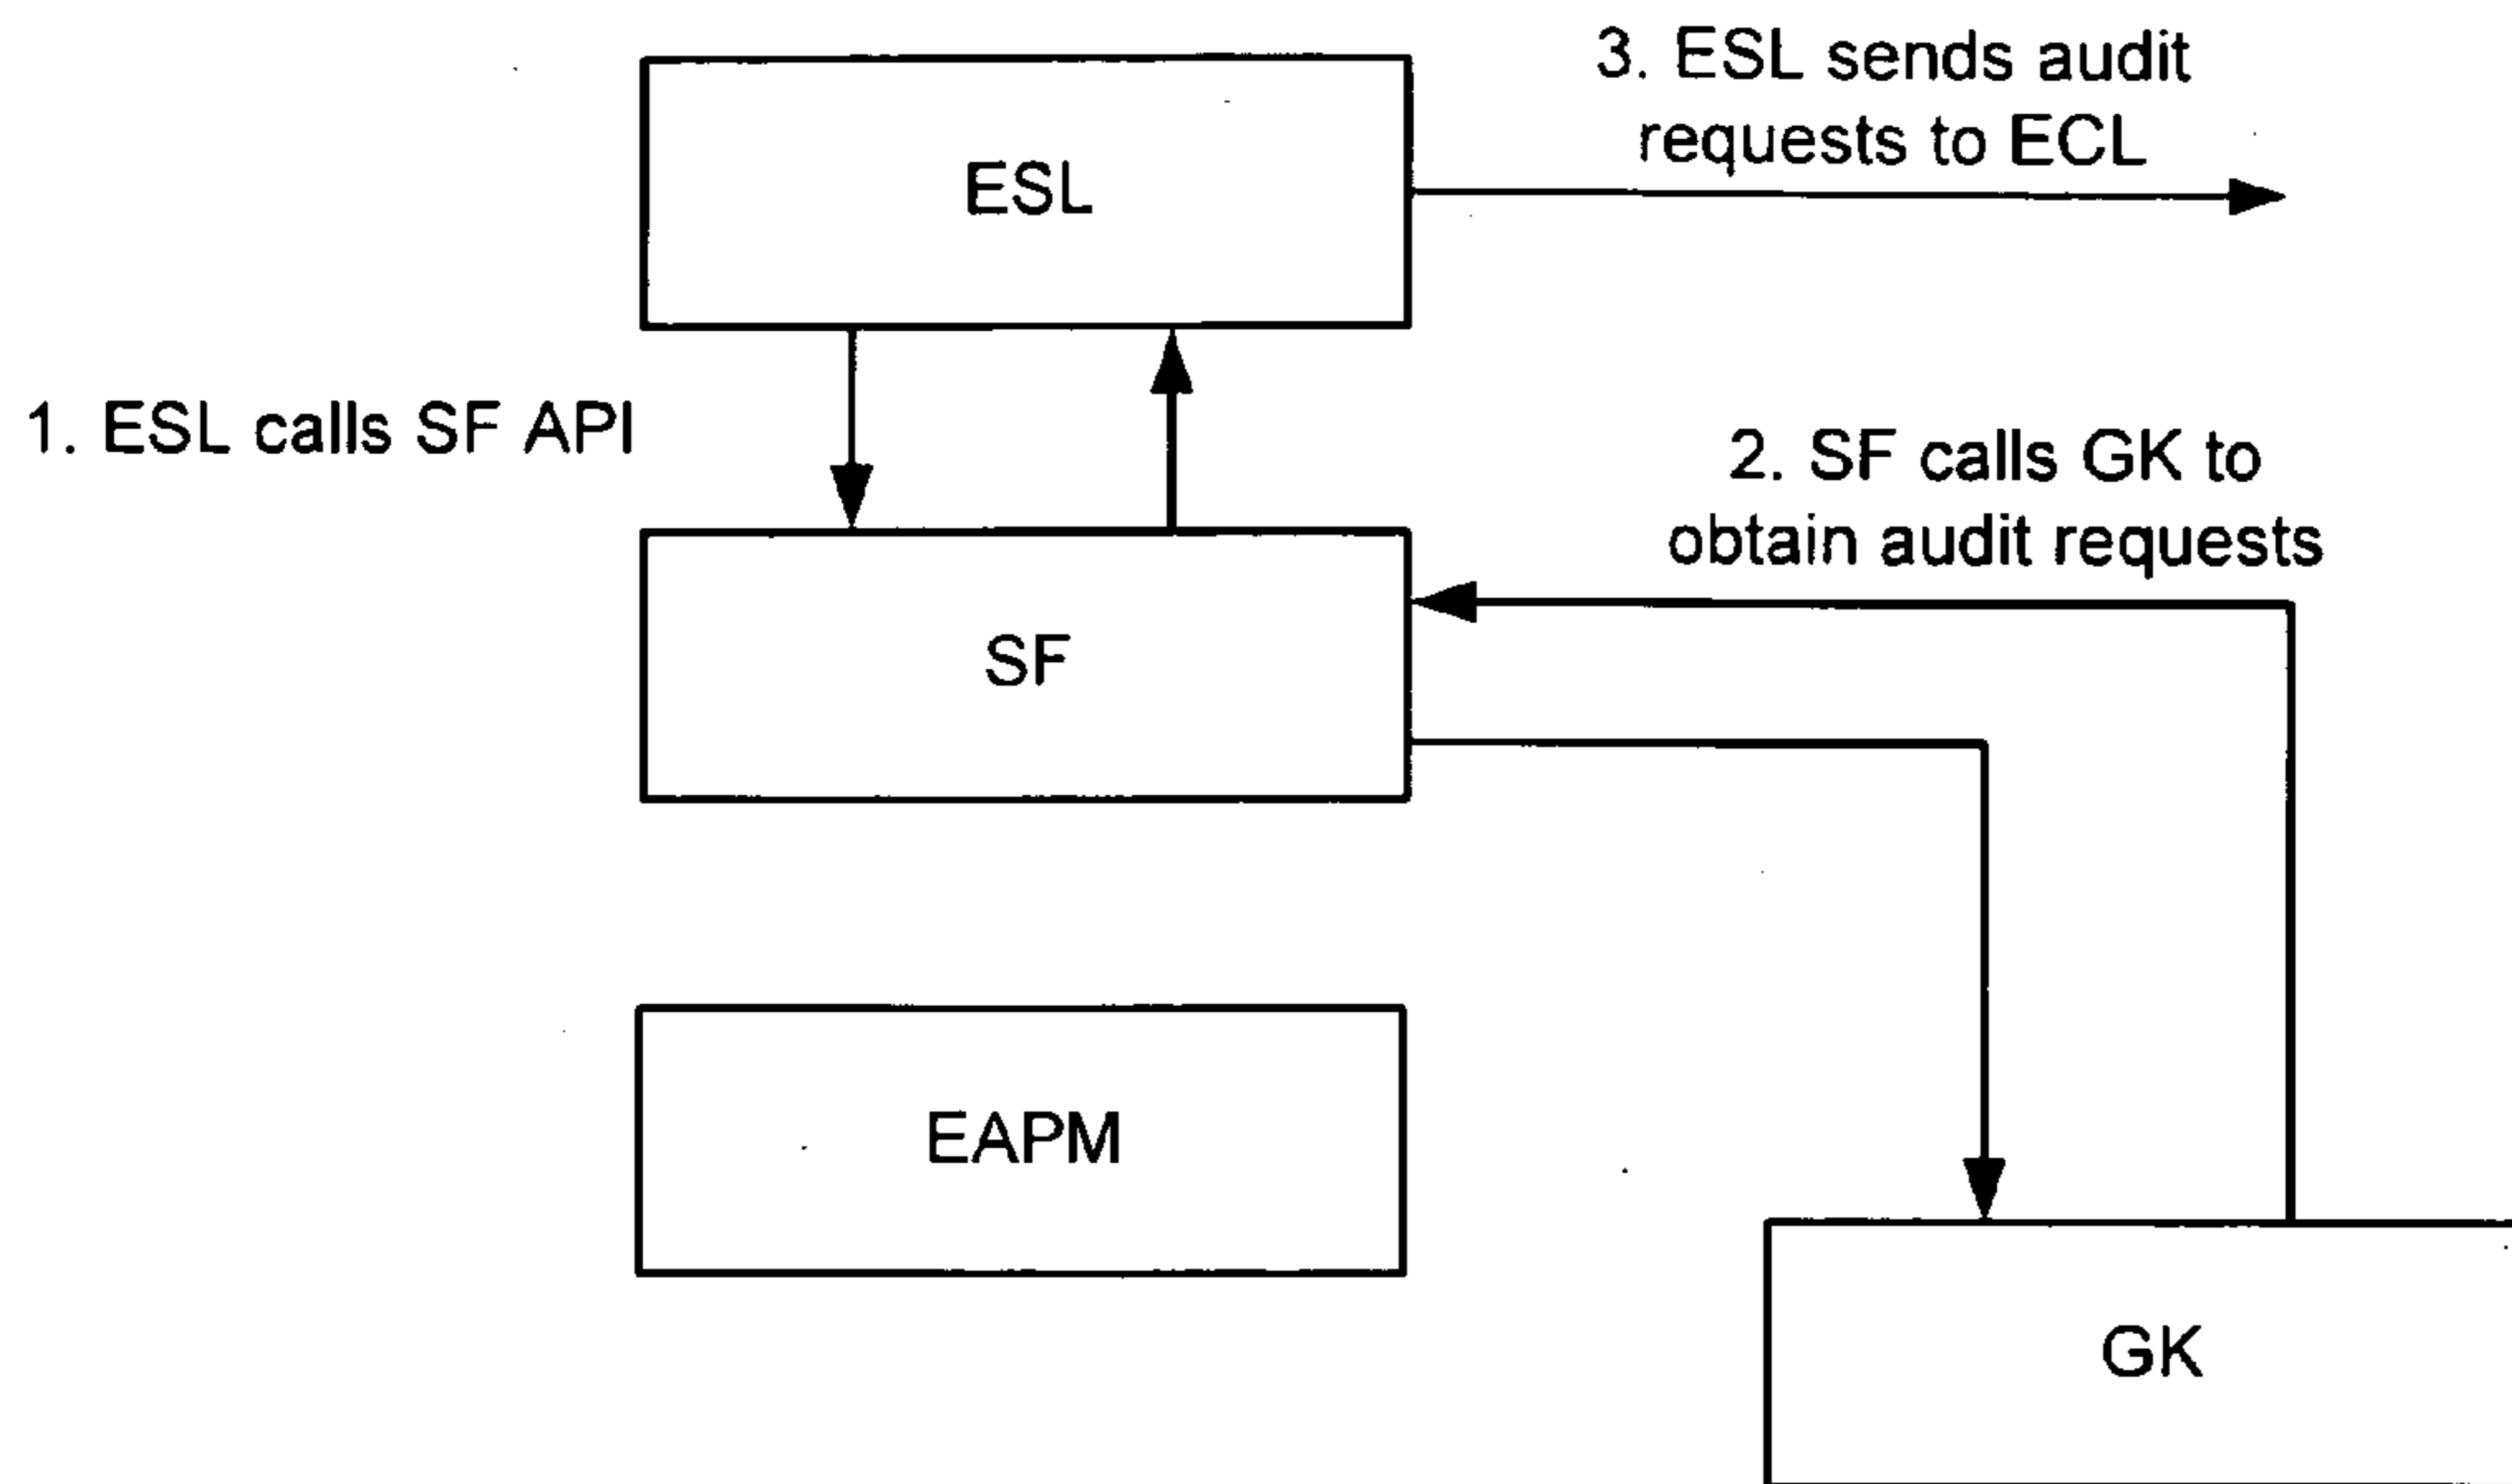 3. ESL sends audit
requests to ECL
ESL
1. ESL calls SF API
2. SF calls GK to
obtain audit requests
SF
EAPM
GK